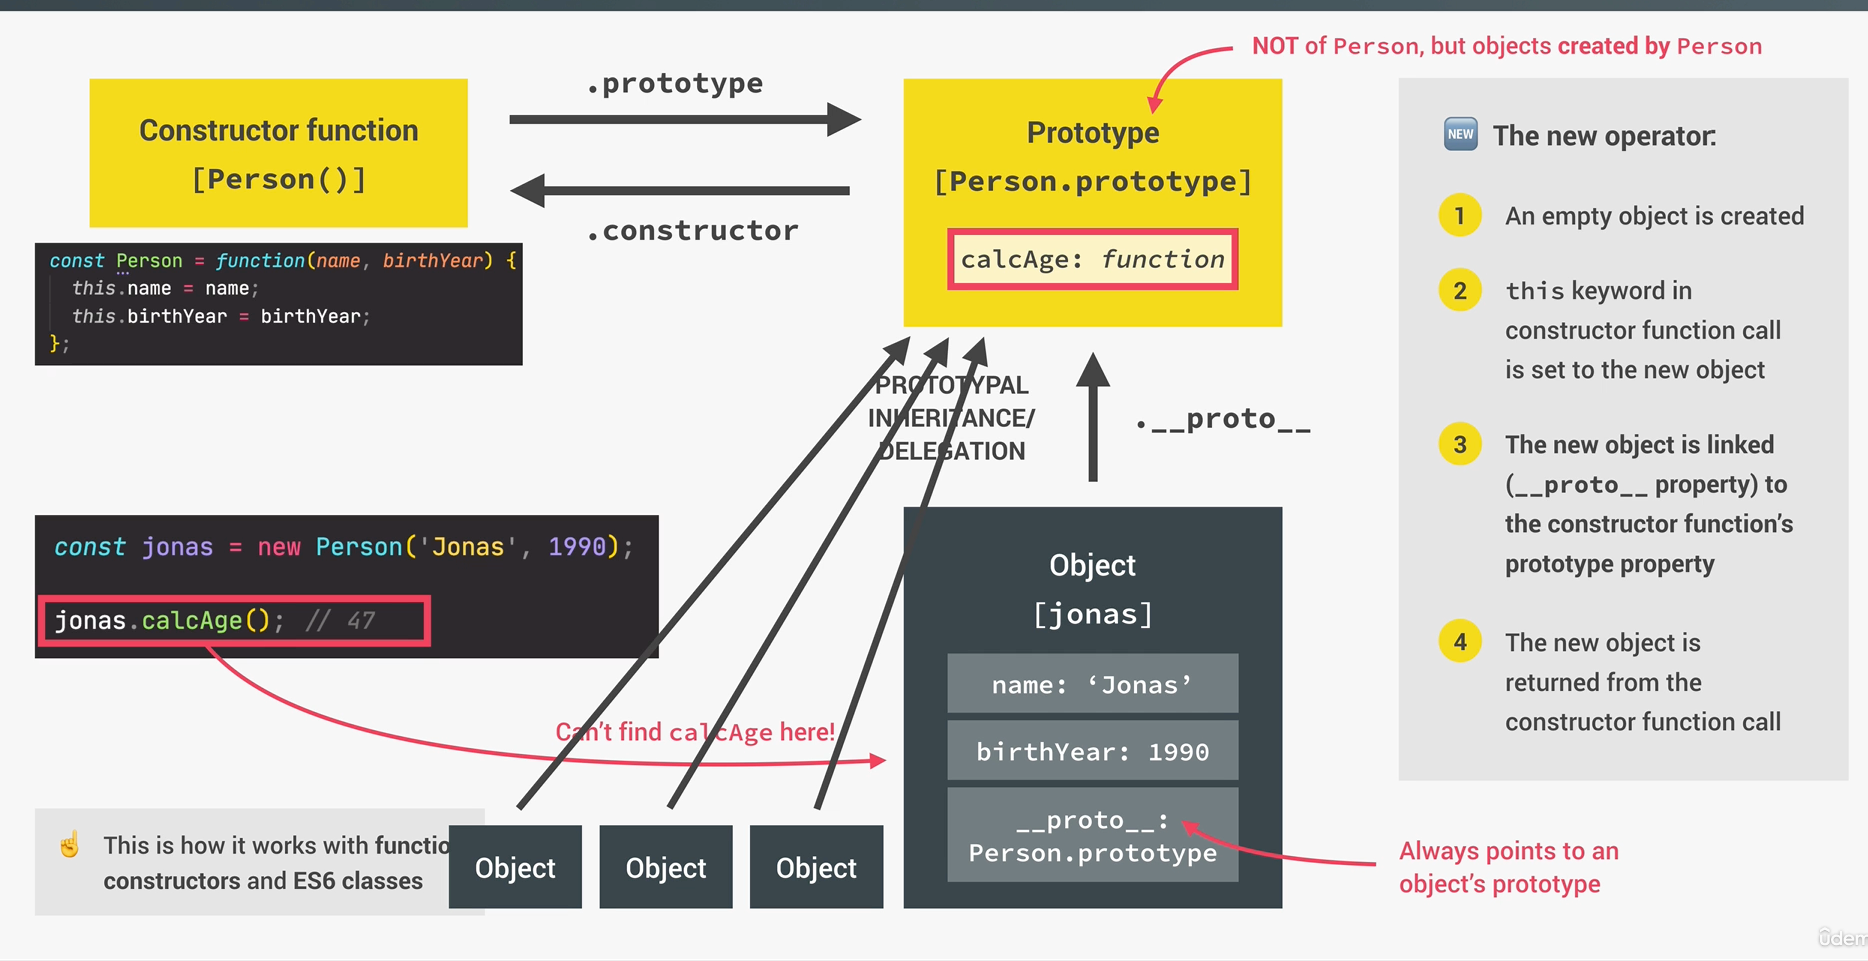 NOT of Person, but objects created by Person
Constructor function
[Person()]
.prototype
.constructor
Prototype
[Person.prototype]
calcAge: function
const Person = function(name, birthYear) {
this.name = name;
this.birthYear = birthYear;
};
PROTOTYPAL
INHERITANCE/
DELEGATION
.__proto__
const jonas = new Person('Jonas', 1990);
jonas.calcAge(); // 47
Can't find calcAge here!
Object
[jonas]
name: ‘Jonas’
birthYear: 1990
__proto__:
Person.prototype
Always points to an
object’s prototype
This is how it works with functio
constructors and ES6 classes
Object
Object
Object
NEW The new operator:
1 An empty object is created
2 this keyword in
constructor function call
is set to the new object
3 The new object is linked
(__proto__ property) to
the constructor function’s
prototype property
4 The new object is
returned from the
constructor function call
ûdem